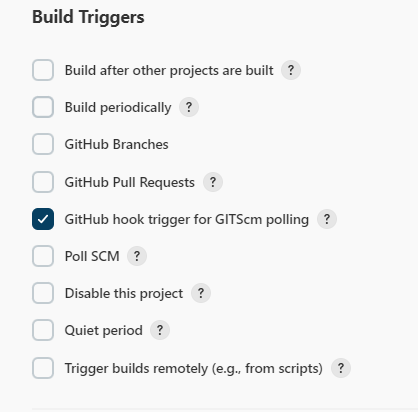 Build Triggers
Build after other projects are built ?
Build periodically ?
GitHub Branches
GitHub Pull Requests ?
GitHub hook trigger for GITScm polling ?
Poll SCM ?
Disable this project ?
Quiet period ?
Trigger builds remotely (e.g., from scripts) ?